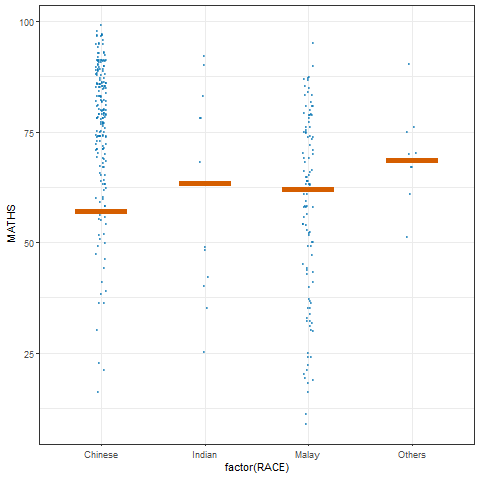 100
75
50
25
MATHS
Chinese
Indian
Malay
Others
factor(RACE)